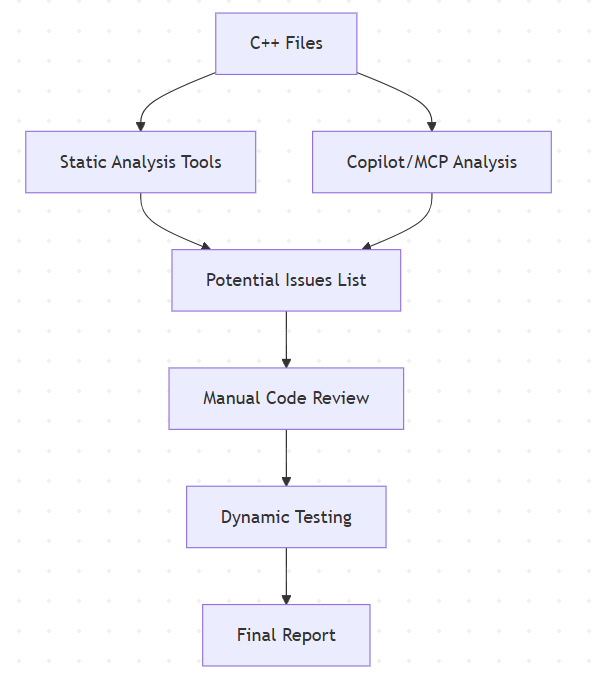 C++ Files
Static Analysis Tools
Copilot/MCP Analysis
Potential Issues List
Manual Code Review
Dynamic Testing
Final Report